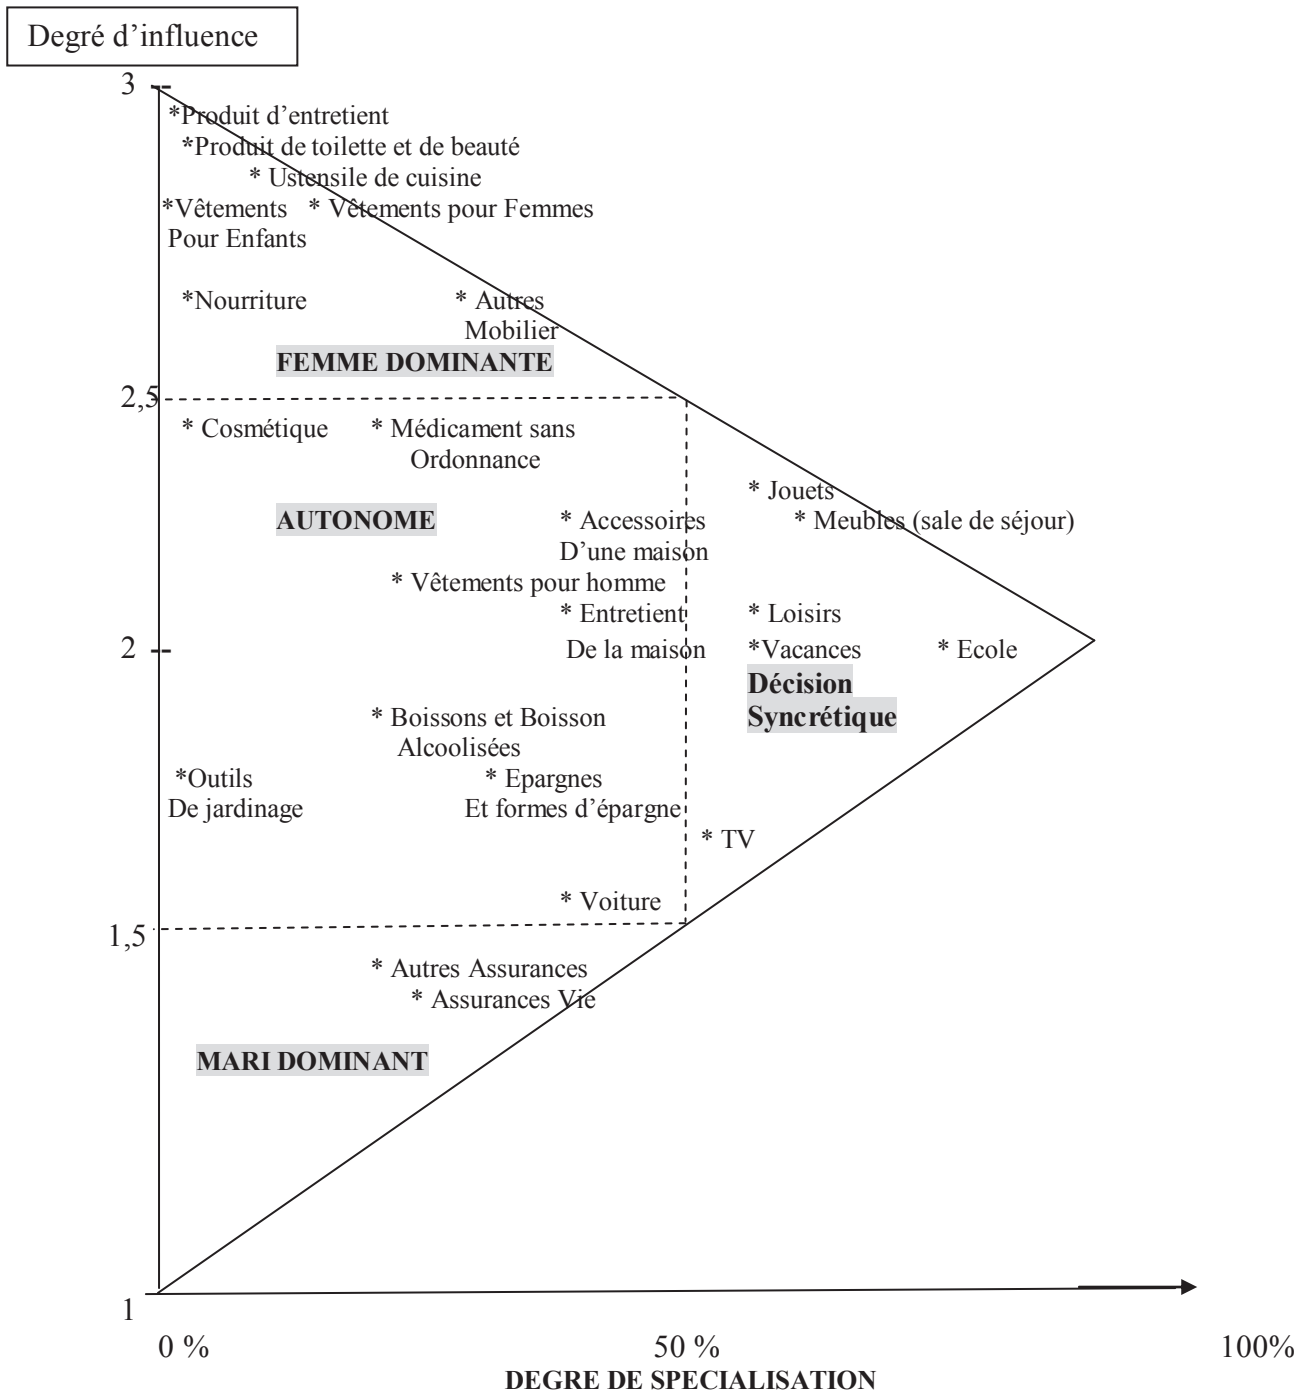 Degré d’influence
3
*Produit d’entretient
*Produit de toilette et de beauté
* Ustensile de cuisine
*Vêtements * Vêtements pour Femmes
Pour Enfants
*Nourriture * Autres
Mobilier
FEMME DOMINANTE
2,5
* Cosmétique * Médicament sans
Ordonnance
* Jouets
AUTONOME * Accessoires * Meubles (sale de séjour)
D’une maison
* Vêtements pour homme
* Entretient * Loisirs
2 De la maison *Vacances * Ecole
Décision
Syncrétique
* Boissons et Boisson
Alcoolisées
*Outils * Epargnes
De jardinage Et formes d’épargne
* TV
* Voiture
1,5
* Autres Assurances
* Assurances Vie
MARI DOMINANT
1
0 % 50 % 100%
DEGRE DE SPECIALISATION